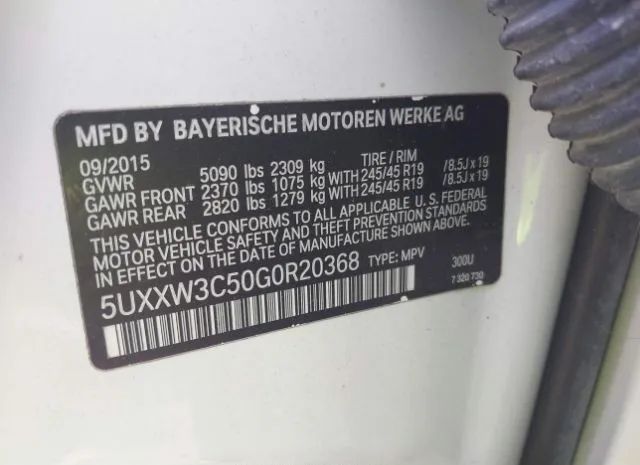 MFD BY BAYERISCHE MOTOREN WERKE AG
09/2015 TIRE / RIM
GVWR 5090 lbs 2309 kg
GAWR FRONT 2370 lbs 1075 kg WITH 245/45 R19 /8.5J x 19
GAWR REAR 2820 lbs 1279 kg WITH 245/45 R19 /8.5J x 19
THIS VEHICLE CONFORMS TO ALL APPLICABLE U. S. FEDERAL
MOTOR VEHICLE SAFETY AND THEFT PREVENTION STANDARDS
IN EFFECT ON THE DATE OF MANUFACTURE SHOWN ABOVE.
5UXXW3C50G0R20368 TYPE: MPV 300U
7 320 730